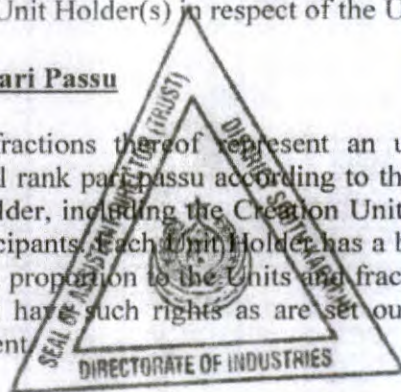 Unit Holder(s) in respect of the U
ari Passu
fractions thereof represent an u
l rank pari passu according to th
lder, including the Creation Unit
cipants. Each Unit Holder has a b
proportion to the Units and frac
have such rights as are set ou
ent.
SEAL OF ASSISTANT DIRECTOR (TRUST)
DIRECTORATE OF INDUSTRIES